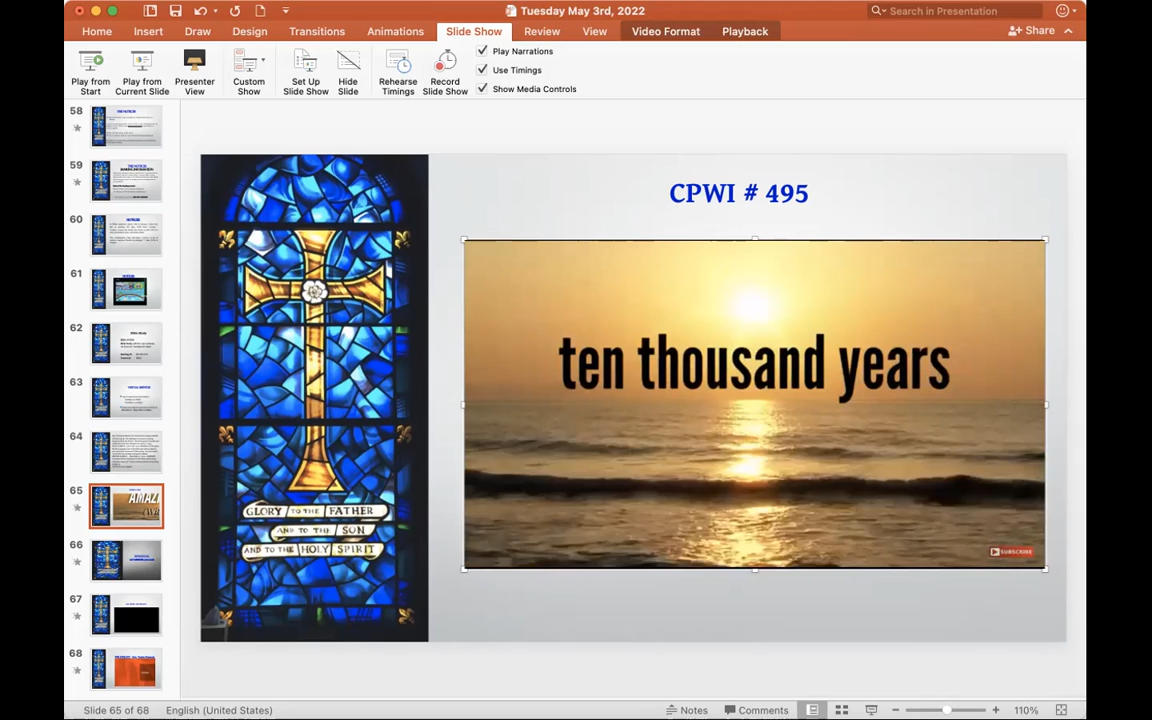 Tuesday May 3rd, 2022
Search in Presentation
Home Insert Draw Design Transitions Animations Slide Show Review View Video Format Playback
Share
Play from Start
Play from Current Slide
Presenter View
Custom Show
Set Up Slide Show
Hide Slide
Rehearse Timings
Record Slide Show
Play Narrations
Use Timings
Show Media Controls
58
59
60
61
62
63
64
65
66
67
68
CPWI # 495
ten thousand years
SUBSCRIBE
GLORY TO THE FATHER
AND TO THE SON
AND TO THE HOLY SPIRIT
Slide 65 of 68 English (United States)
Notes Comments 110%